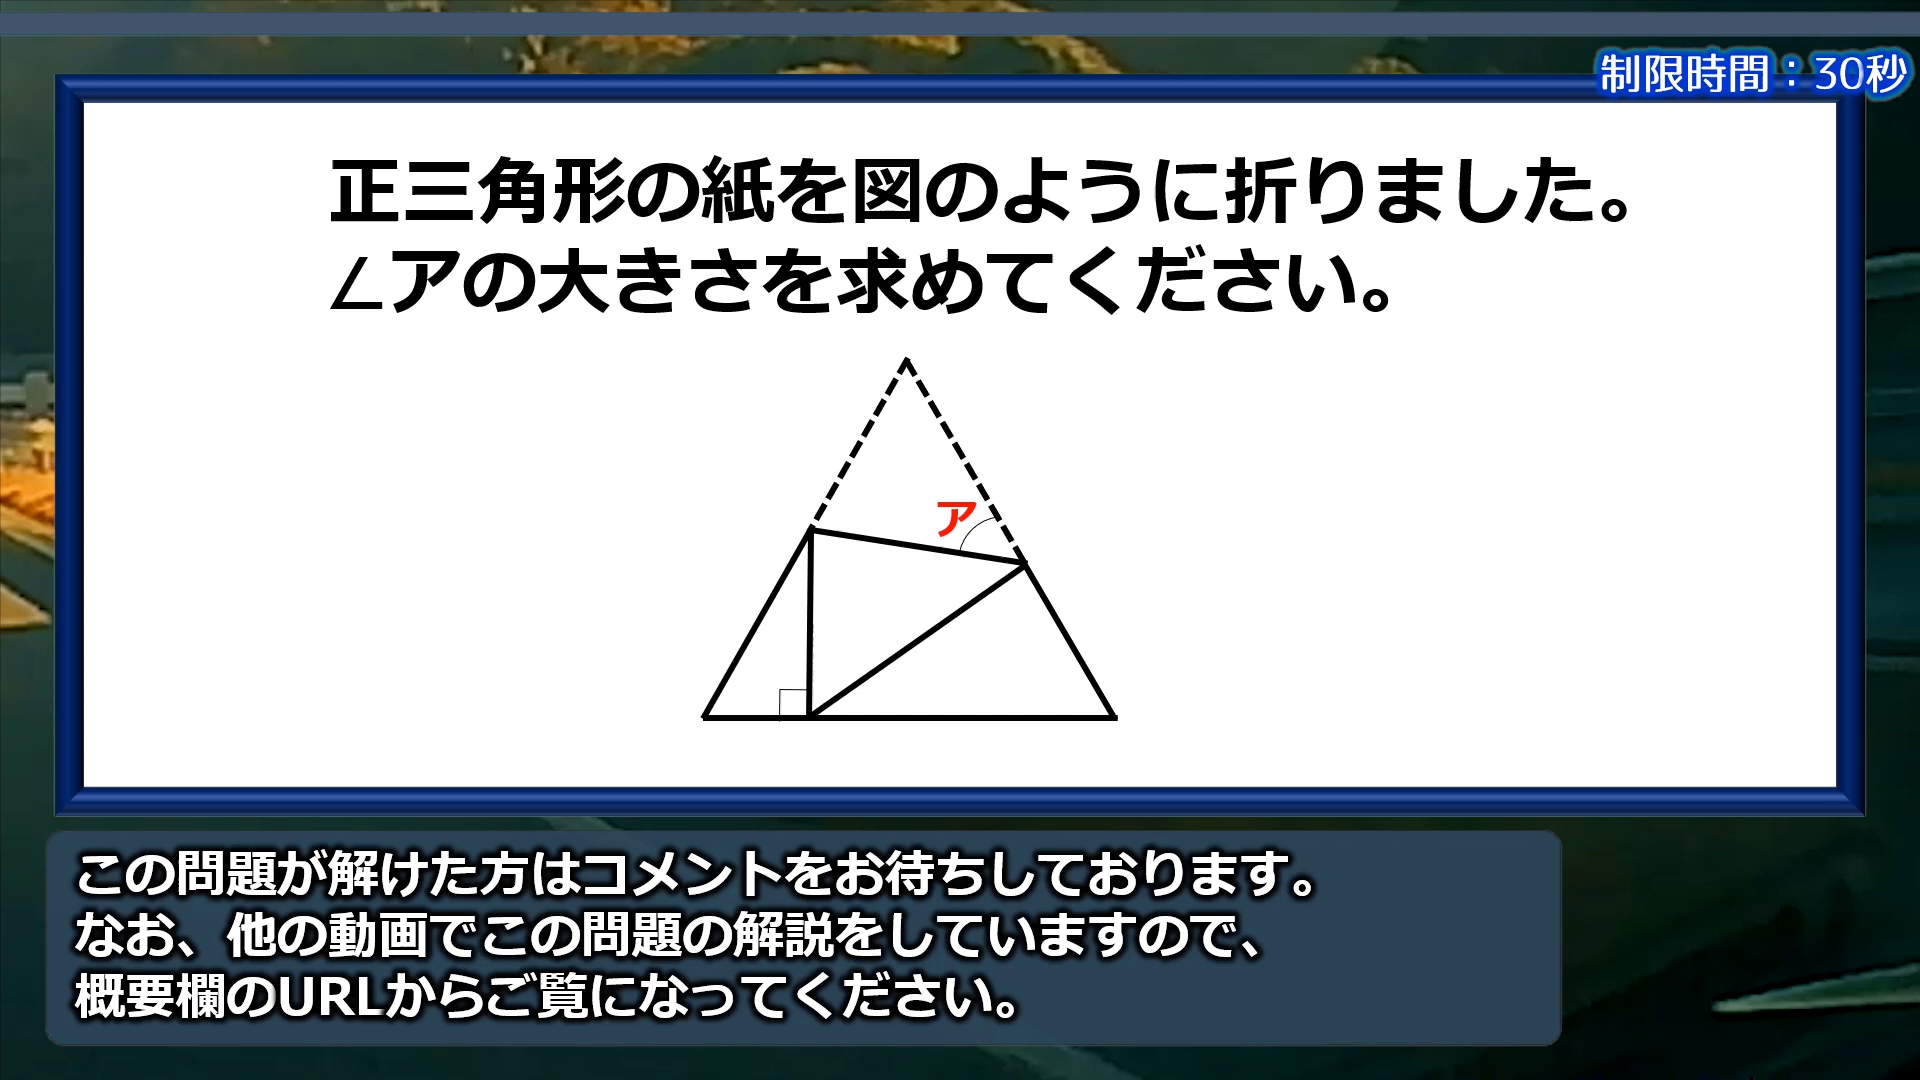 制限時間：30秒
正三角形の紙を図のように折りました。
∠アの大きさを求めてください。
ア
この問題が解けた方はコメントをお待ちしております。
なお、他の動画でこの問題の解説をしていますので、
概要欄のURLからご覧になってください。